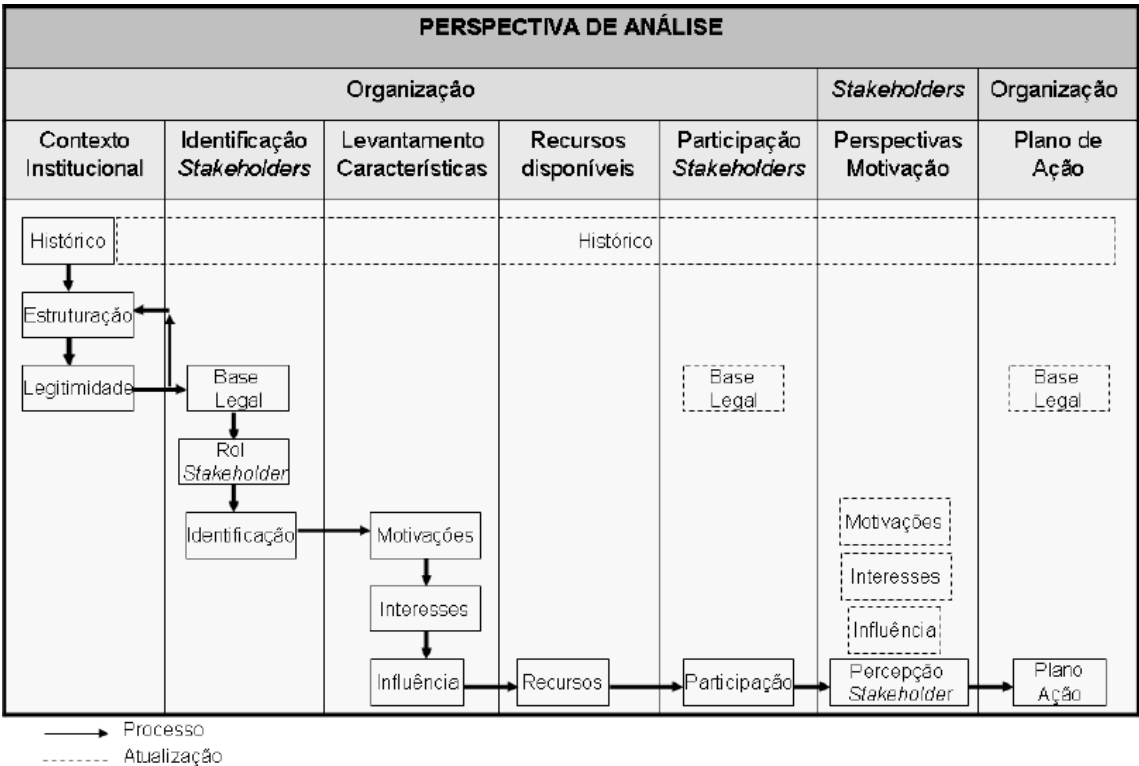 PERSPECTIVA DE ANÁLISE
Organização
Stakeholders
Organização
Contexto
Institucional
Identificação
Stakeholders
Levantamento
Características
Recursos
disponíveis
Participação
Stakeholders
Perspectivas
Motivação
Plano de
Ação
Histórico
Histórico
Estruturação
Legitimidade
Base
Legal
Base
Legal
Base
Legal
Rol
Stakeholder
Identificação
Motivações
Motivações
Interesses
Interesses
Influência
Influência
Recursos
Participação
Percepção
Stakeholder
Plano
Ação
Processo
Atualização